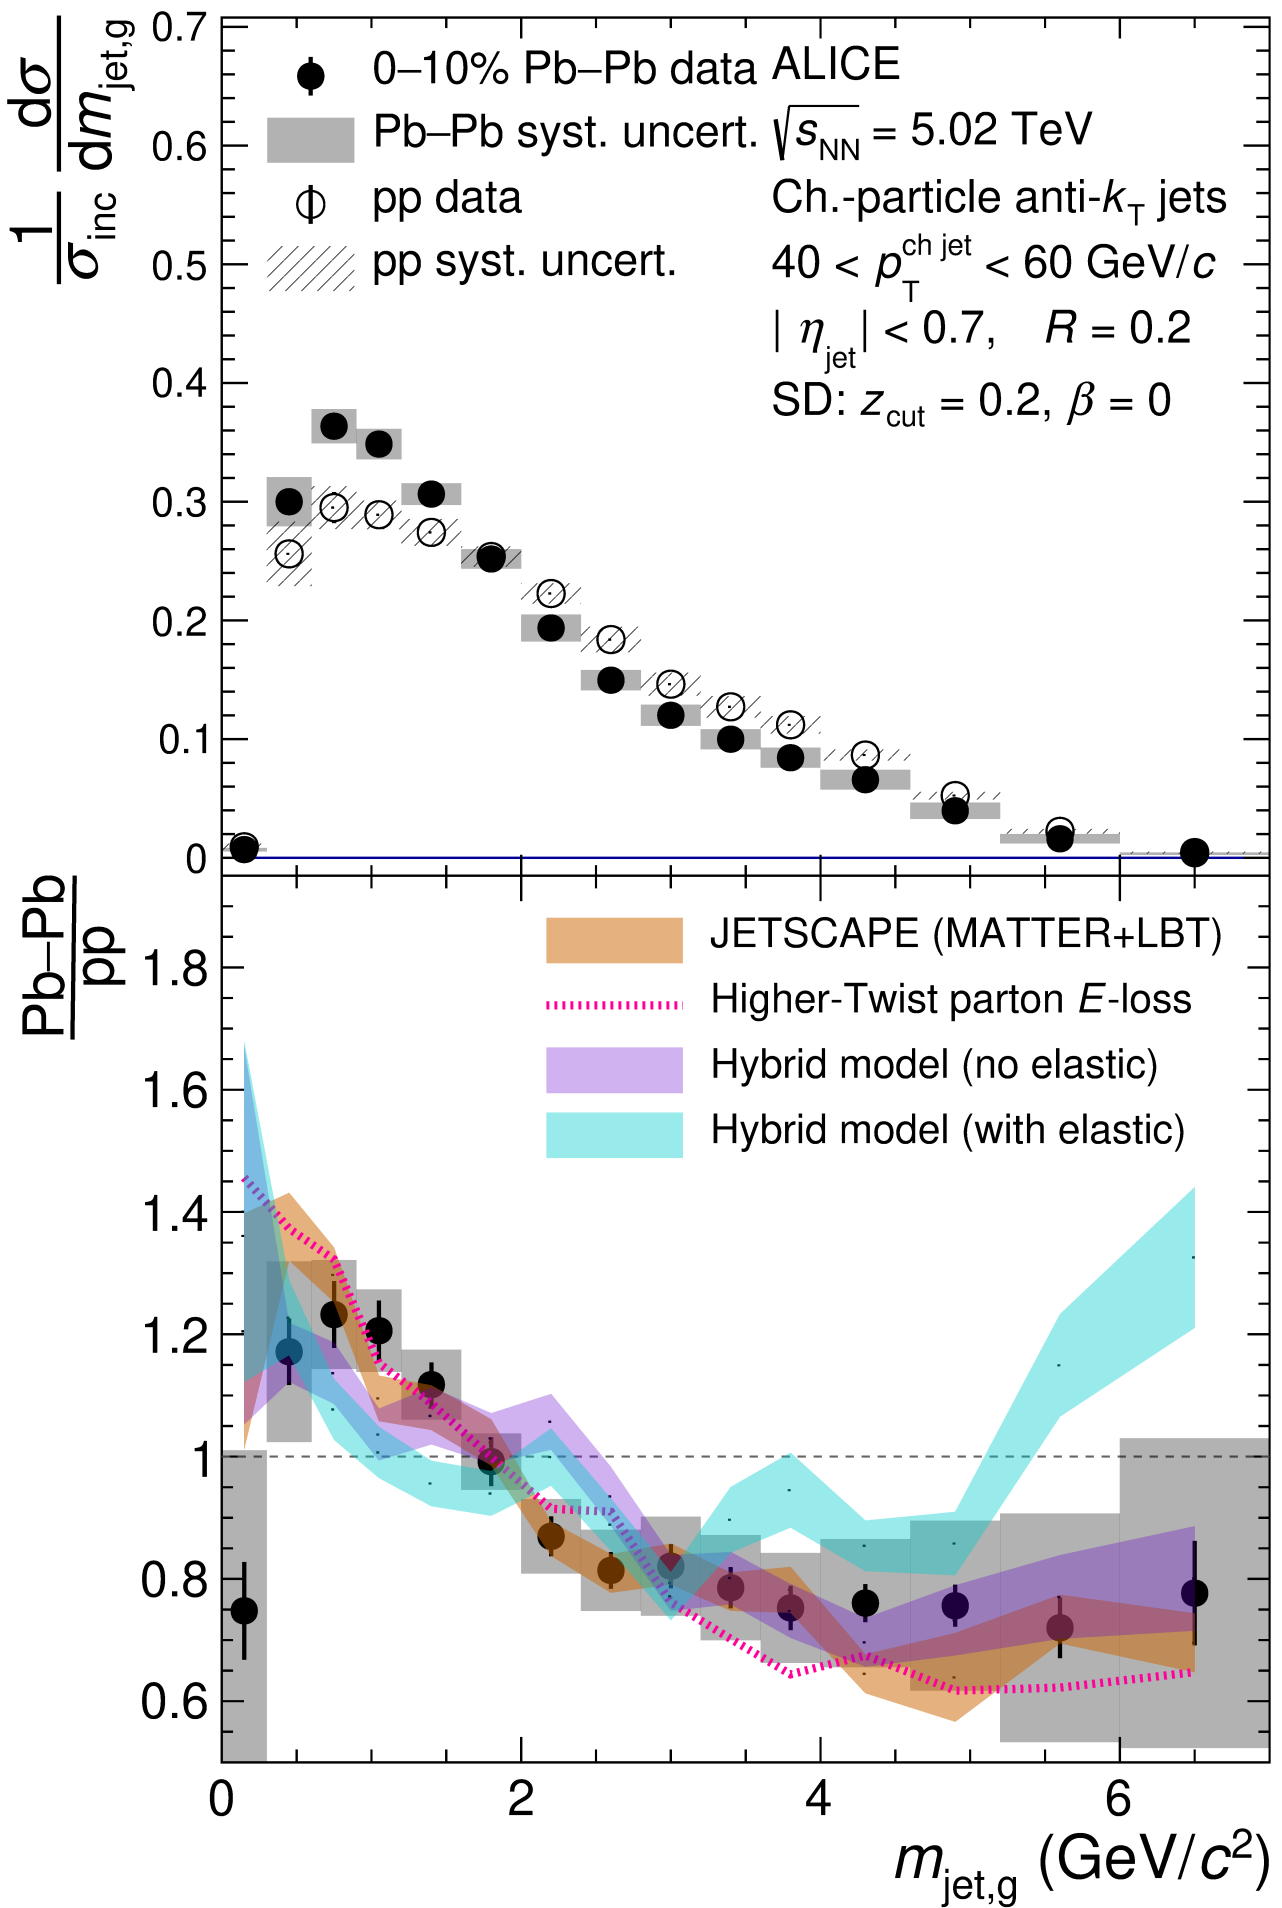 1/σinc dσ/dmjet,g
0.7
0.6
0.5
0.4
0.3
0.2
0.1
0
0–10% Pb–Pb data
Pb–Pb syst. uncert.
pp data
pp syst. uncert.
ALICE
√sNN = 5.02 TeV
Ch.-particle anti-kT jets
40 < pTch jet < 60 GeV/c
| ηjet| < 0.7, R = 0.2
SD: zcut = 0.2, β = 0
Pb–Pb
pp
1.8
1.6
1.4
1.2
1
0.8
0.6
JETSCAPE (MATTER+LBT)
Higher-Twist parton E-loss
Hybrid model (no elastic)
Hybrid model (with elastic)
0 2 4 6
mjet,g (GeV/c²)